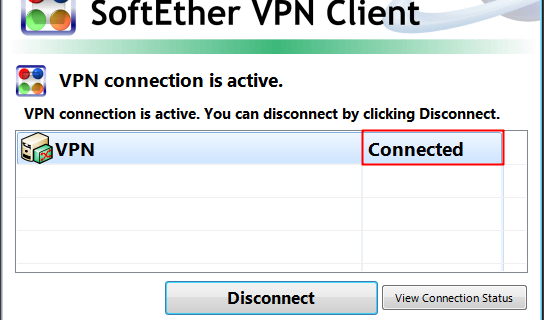 SoftEther VPN Client
VPN connection is active.
VPN connection is active. You can disconnect by clicking Disconnect.
VPN Connected
Disconnect View Connection Status